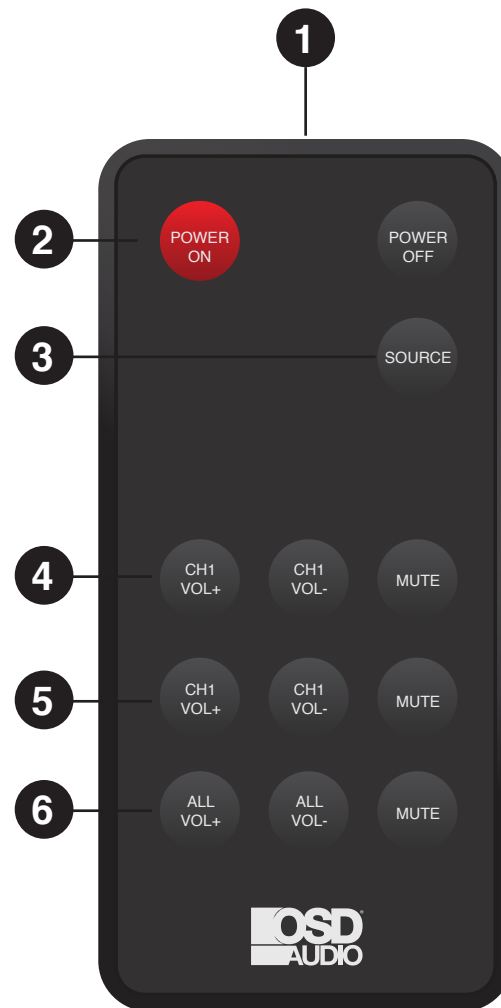 1
2
POWER
ON
POWER
OFF
3
SOURCE
4
CH1
VOL+
CH1
VOL-
MUTE
5
CH1
VOL+
CH1
VOL-
MUTE
6
ALL
VOL+
ALL
VOL-
MUTE
OSD
AUDIO